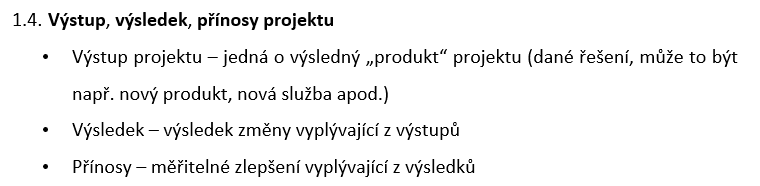 1.4. Výstup, výsledek, přínosy projektu
• Výstup projektu – jedná o výsledný „produkt“ projektu (dané řešení, může to být
např. nový produkt, nová služba apod.)
• Výsledek – výsledek změny vyplývající z výstupů
• Přínosy – měřitelné zlepšení vyplývající z výsledků